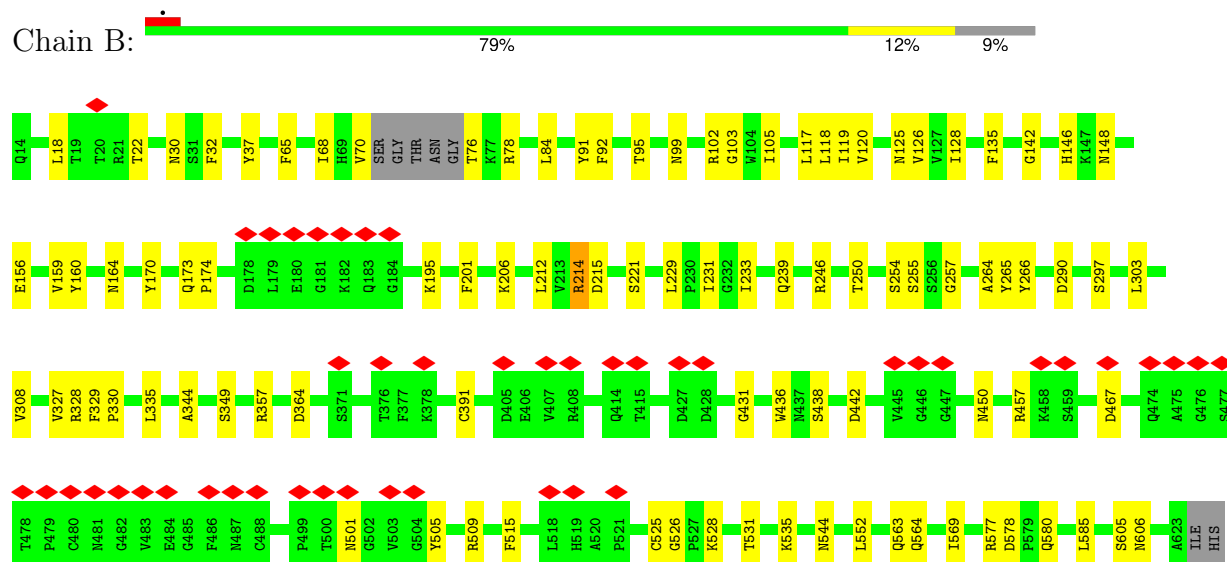 Chain B:
79% 12% 9%
Q14 L18 T19 T20 R21 T22 N30 S31 F32 Y37 F65 I68 H69 V70 SER GLY THR ASN GLY T76 K77 R78 L84 Y91 F92 T95 N99 R102 G103 W104 I105 L117 L118 I119 V120 N125 V126 V127 I128 F135 G142 H146 K147 N148
E156 V159 Y160 N164 Y170 Q173 P174 D178 L179 E180 G181 K182 Q183 G184 K195 F201 K206 L212 V213 R214 D215 S221 L229 P230 I231 G232 I233 Q239 R246 T250 S254 S255 S256 G257 A264 Y265 Y266 D290 S297 L303
V308 V327 R328 F329 P330 L335 A344 S349 R357 D364 S371 T376 F377 K378 C391 D405 E406 V407 R408 Q414 T415 D427 D428 G431 W436 N437 S438 D442 V445 G446 G447 N450 R457 K458 S459 D467 Q474 A475 G476 S477
T478 P479 C480 N481 G482 V483 E484 G485 F486 N487 C488 P499 T500 N501 G502 V503 G504 Y505 R509 F515 L518 H519 A520 P521 C525 G526 P527 K528 T531 K535 N544 L552 Q563 Q564 I569 R577 D578 P579 Q580 L585 S605 N606 A623 ILE HIS